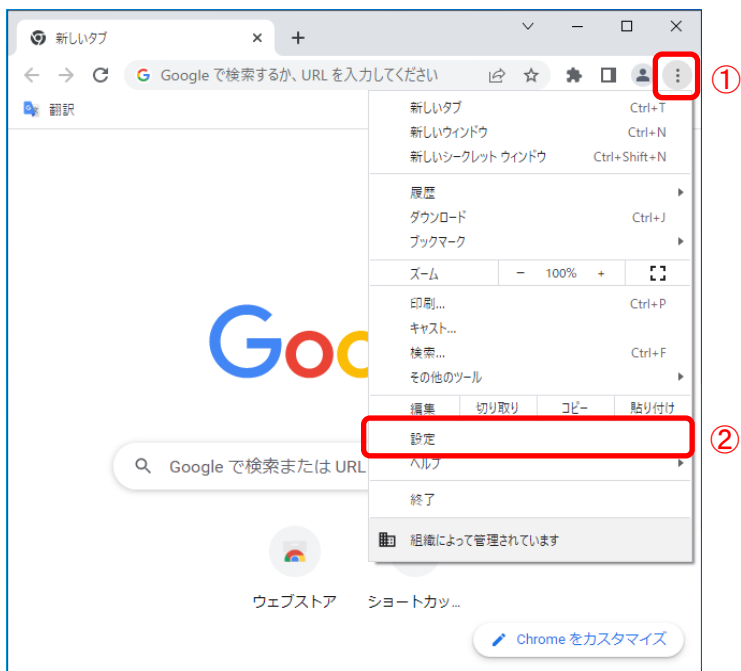 新しいタブ
Google で検索するか、URL を入力してください
①
翻訳
新しいタブ Ctrl+T
新しいウィンドウ Ctrl+N
新しいシークレット ウィンドウ Ctrl+Shift+N
履歴
ダウンロード Ctrl+J
ブックマーク
ズーム − 100% +
印刷... Ctrl+P
キャスト...
検索... Ctrl+F
その他のツール
編集 切り取り コピー 貼り付け
設定
②
ヘルプ
終了
組織によって管理されています
Goo
Google で検索または URL
ウェブストア ショートカッ...
Chrome をカスタマイズ